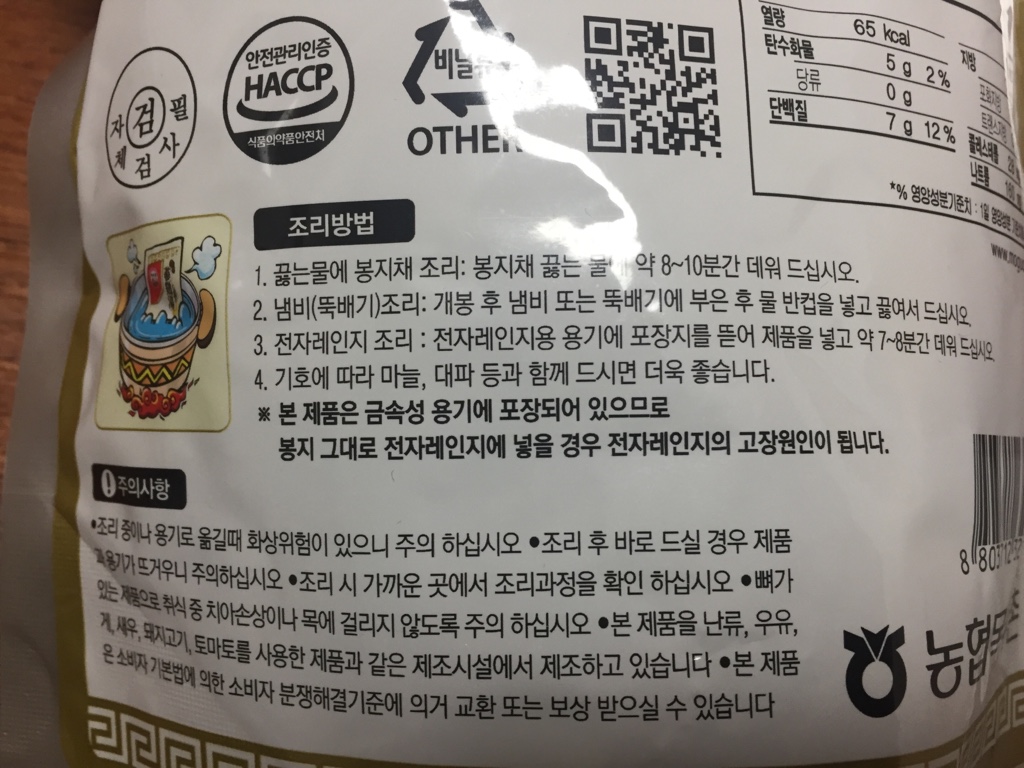 자체검사필
검
안전관리인증
HACCP
식품의약품안전처
OTHER
열량 65 kcal
탄수화물 5 g 2 %
당류 0 g
단백질 7 g 12 %
지방
나트륨
*% 영양성분기준치 : 1일 영양성분
조리방법
1. 끓는물에 봉지채 조리: 봉지채 끓는 물에 약 8~10분간 데워 드십시오.
2. 냄비(뚝배기)조리: 개봉 후 냄비 또는 뚝배기에 부은 후 물 반컵을 넣고 끓여서 드십시오.
3. 전자레인지 조리 : 전자레인지용 용기에 포장지를 뜯어 제품을 넣고 약 7~8분간 데워 드십시오.
4. 기호에 따라 마늘, 대파 등과 함께 드시면 더욱 좋습니다.
※ 본 제품은 금속성 용기에 포장되어 있으므로
봉지 그대로 전자레인지에 넣을 경우 전자레인지의 고장원인이 됩니다.
! 주의사항
•조리 중이나 용기로 옮길때 화상위험이 있으니 주의 하십시오 •조리 후 바로 드실 경우 제품
과 용기가 뜨거우니 주의하십시오 •조리 시 가까운 곳에서 조리과정을 확인 하십시오 •뼈가
있는 제품으로 취식 중 치아손상이나 목에 걸리지 않도록 주의 하십시오 •본 제품을 난류, 우유,
게, 새우, 돼지고기, 토마토를 사용한 제품과 같은 제조시설에서 제조하고 있습니다 •본 제품
은 소비자 기본법에 의한 소비자 분쟁해결기준에 의거 교환 또는 보상 받으실 수 있습니다
농협